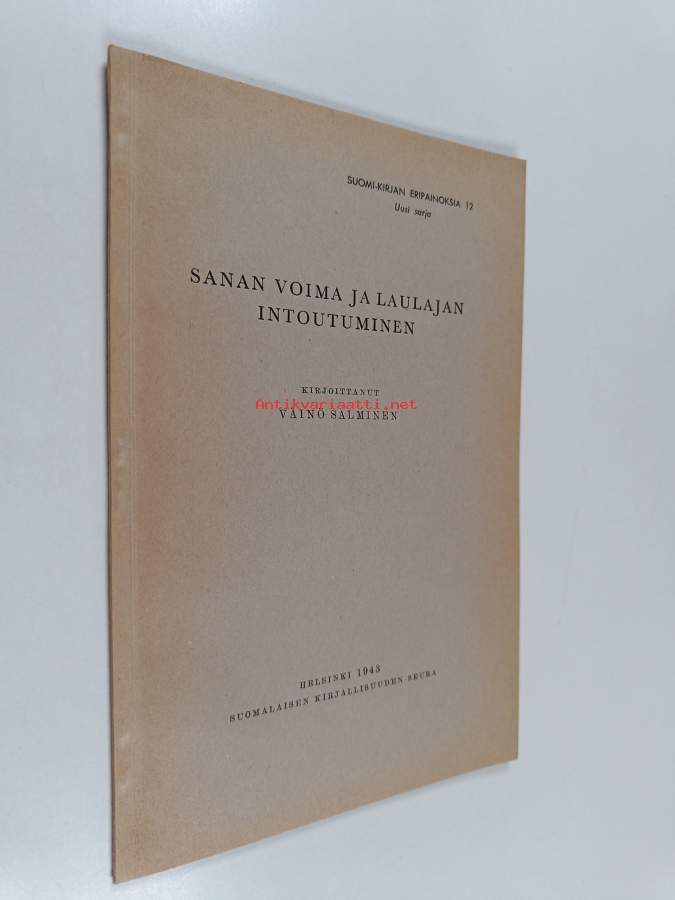 SUOMI-KIRJAN ERIPAINOKSIA 12
Uusi sarja
SANAN VOIMA JA LAULAJAN
INTOUTUMINEN
KIRJOITTANUT
Antikvariaatti.net
VÄINÖ SALMINEN
HELSINKI 1943
SUOMALAISEN KIRJALLISUUDEN SEURA